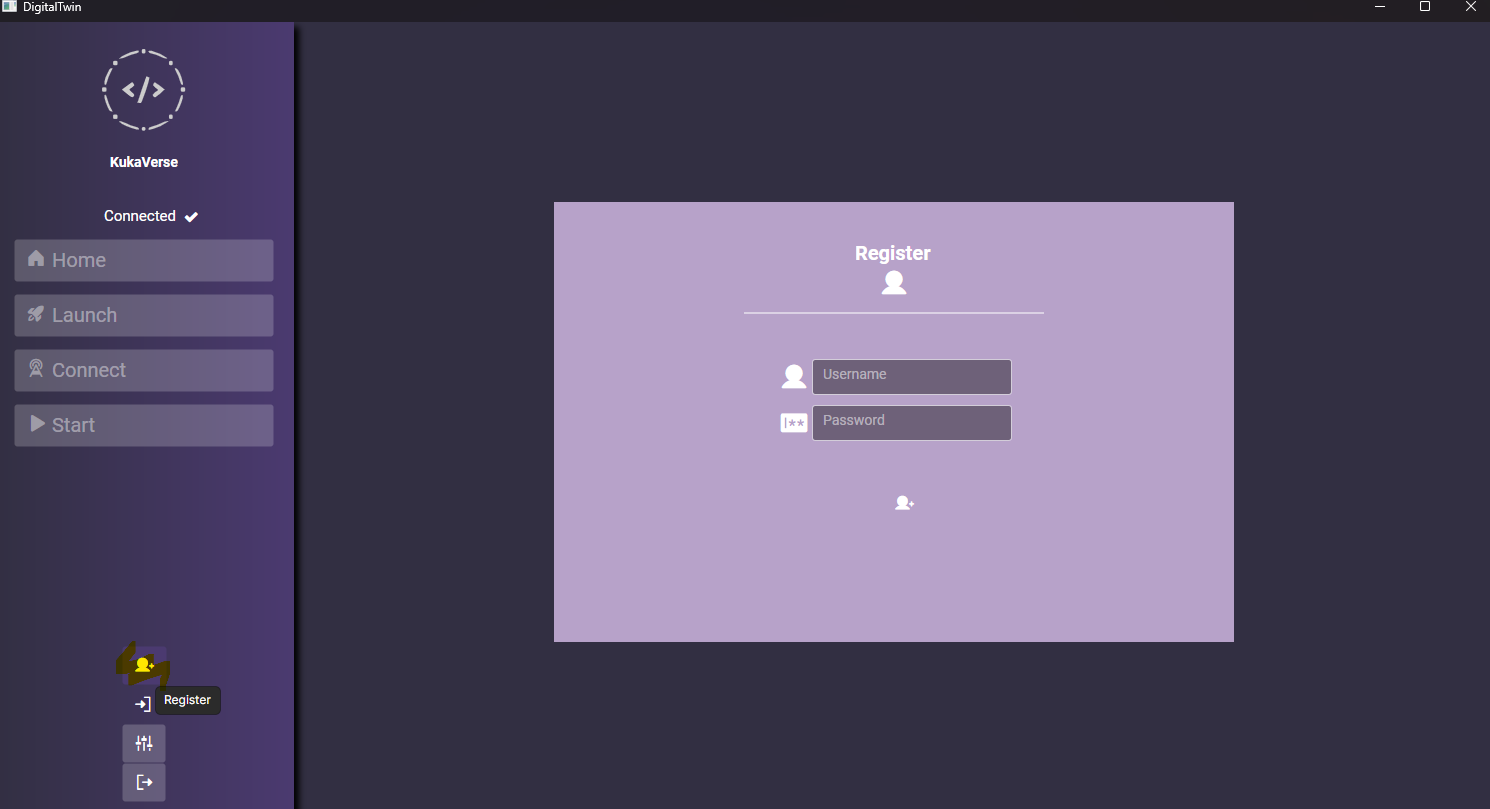 DigitalTwin
</>
KukaVerse
Connected
Home
Launch
Connect
Start
Register
Register
Username
|** Password